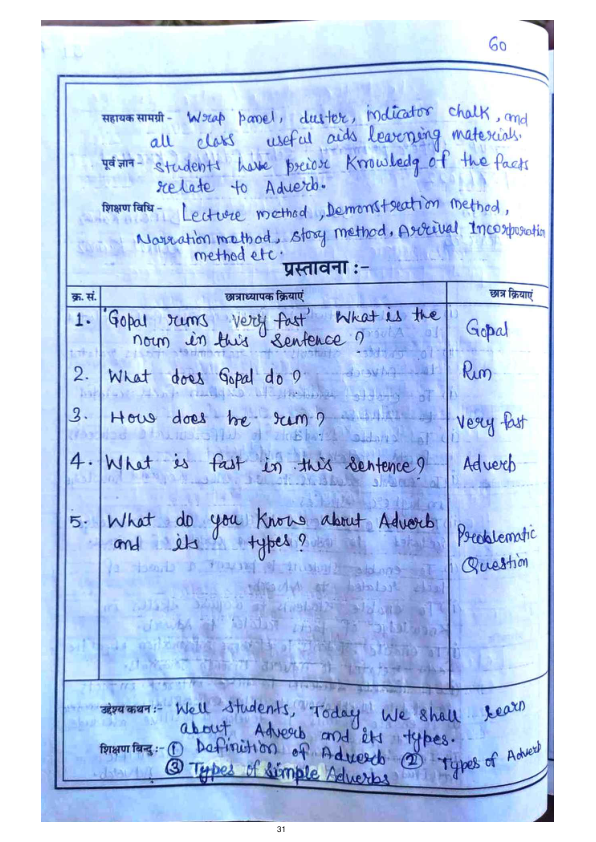 60
सहायक सामग्री - Wrap panel, duster, indicator chalk, and
all class useful aids learning materials.
पूर्व ज्ञान - Students have prior Knowledg of the facts
relate to Adverb.
शिक्षण विधि - Lecture method, Demonstration method,
Narration method, story method, Arrival Incorporation
method etc.
प्रस्तावना :-
क्र. सं. छात्राध्यापक क्रियाएं छात्र क्रियाएं
1. 'Gopal runs very fast' What is the
noun in this sentence? Gopal
2. What does Gopal do? Run
3. How does he run? Very fast
4. What is fast in this sentence? Adverb
5. What do you know about Adverb
and its types? Problematic
Question
उद्देश्य कथन :- Well students, Today We shall learn
about Adverb and its types.
शिक्षण बिन्दु :- ① Definition of Adverb ② Types of Adverb
③ Types of simple Adverbs
31